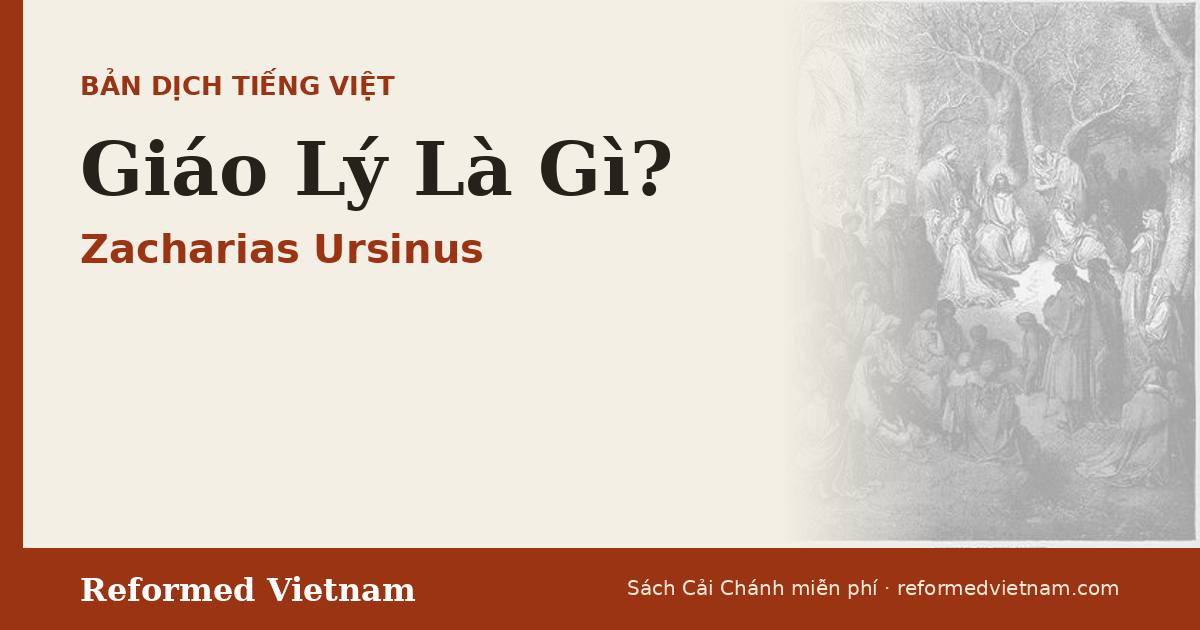 BẢN DỊCH TIẾNG VIỆT
Giáo Lý Là Gì?
Zacharias Ursinus
Reformed Vietnam
Sách Cải Chánh miễn phí · reformedvietnam.com